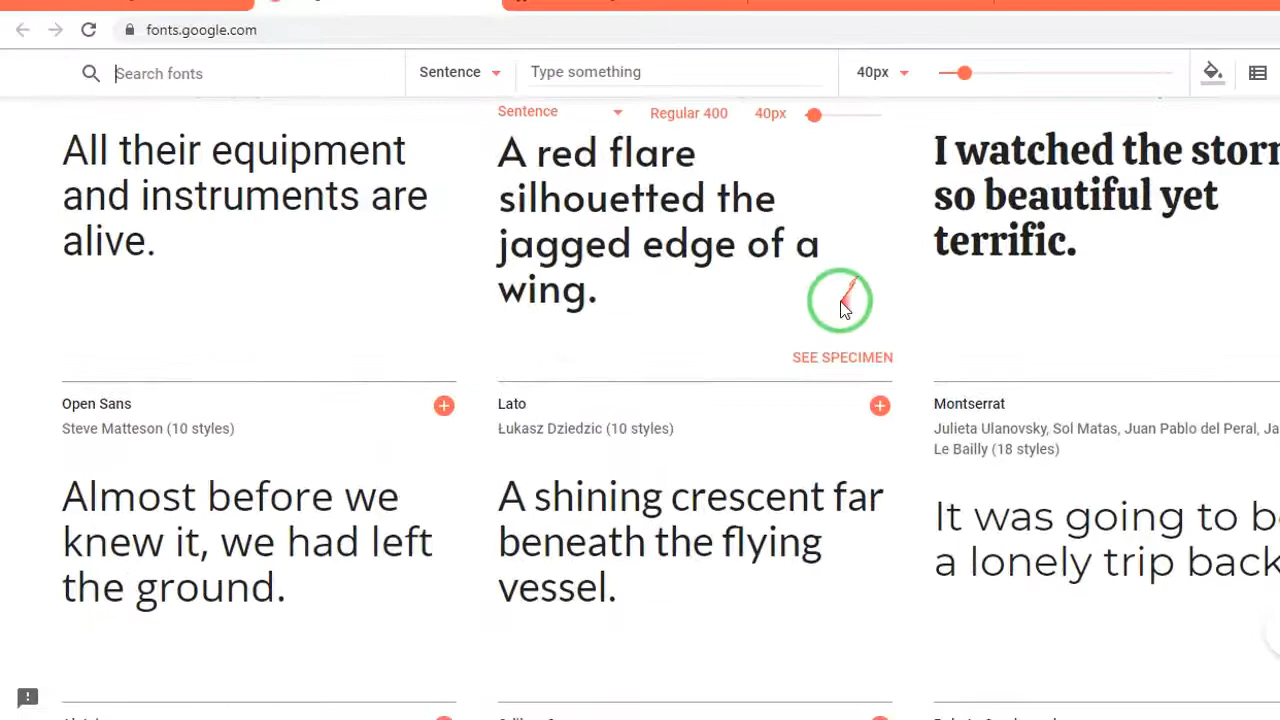 fonts.google.com
Search fonts
Sentence
Type something
40px
Sentence
Regular 400
40px
All their equipment
and instruments are
alive.
A red flare
silhouetted the
jagged edge of a
wing.
I watched the stor
so beautiful yet
terrific.
SEE SPECIMEN
Open Sans
Steve Matteson (10 styles)
Lato
Łukasz Dziedzic (10 styles)
Montserrat
Julieta Ulanovsky, Sol Matas, Juan Pablo del Peral, Ja
Le Bailly (18 styles)
Almost before we
knew it, we had left
the ground.
A shining crescent far
beneath the flying
vessel.
It was going to b
a lonely trip back